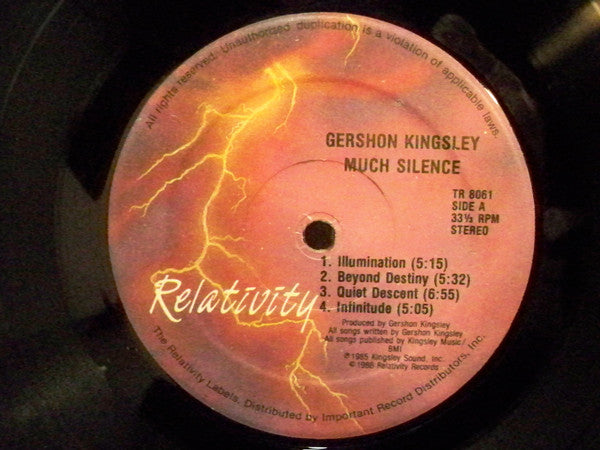 All rights reserved. Unauthorised duplication is a violation of applicable laws.
GERSHON KINGSLEY
MUCH SILENCE
TR 8061
SIDE A
33⅓ RPM
STEREO
1. Illumination (5:15)
2. Beyond Destiny (5:32)
3. Quiet Descent (6:55)
4. Infinitude (5:05)
Relativity
Produced by Gershon Kingsley
All songs written by Gershon Kingsley
All songs published by Kingsley Music/
BMI
℗ 1985 Kingsley Sound, Inc.
© 1986 Relativity Records
The Relativity Labels. Distributed by Important Record Distributors, Inc.